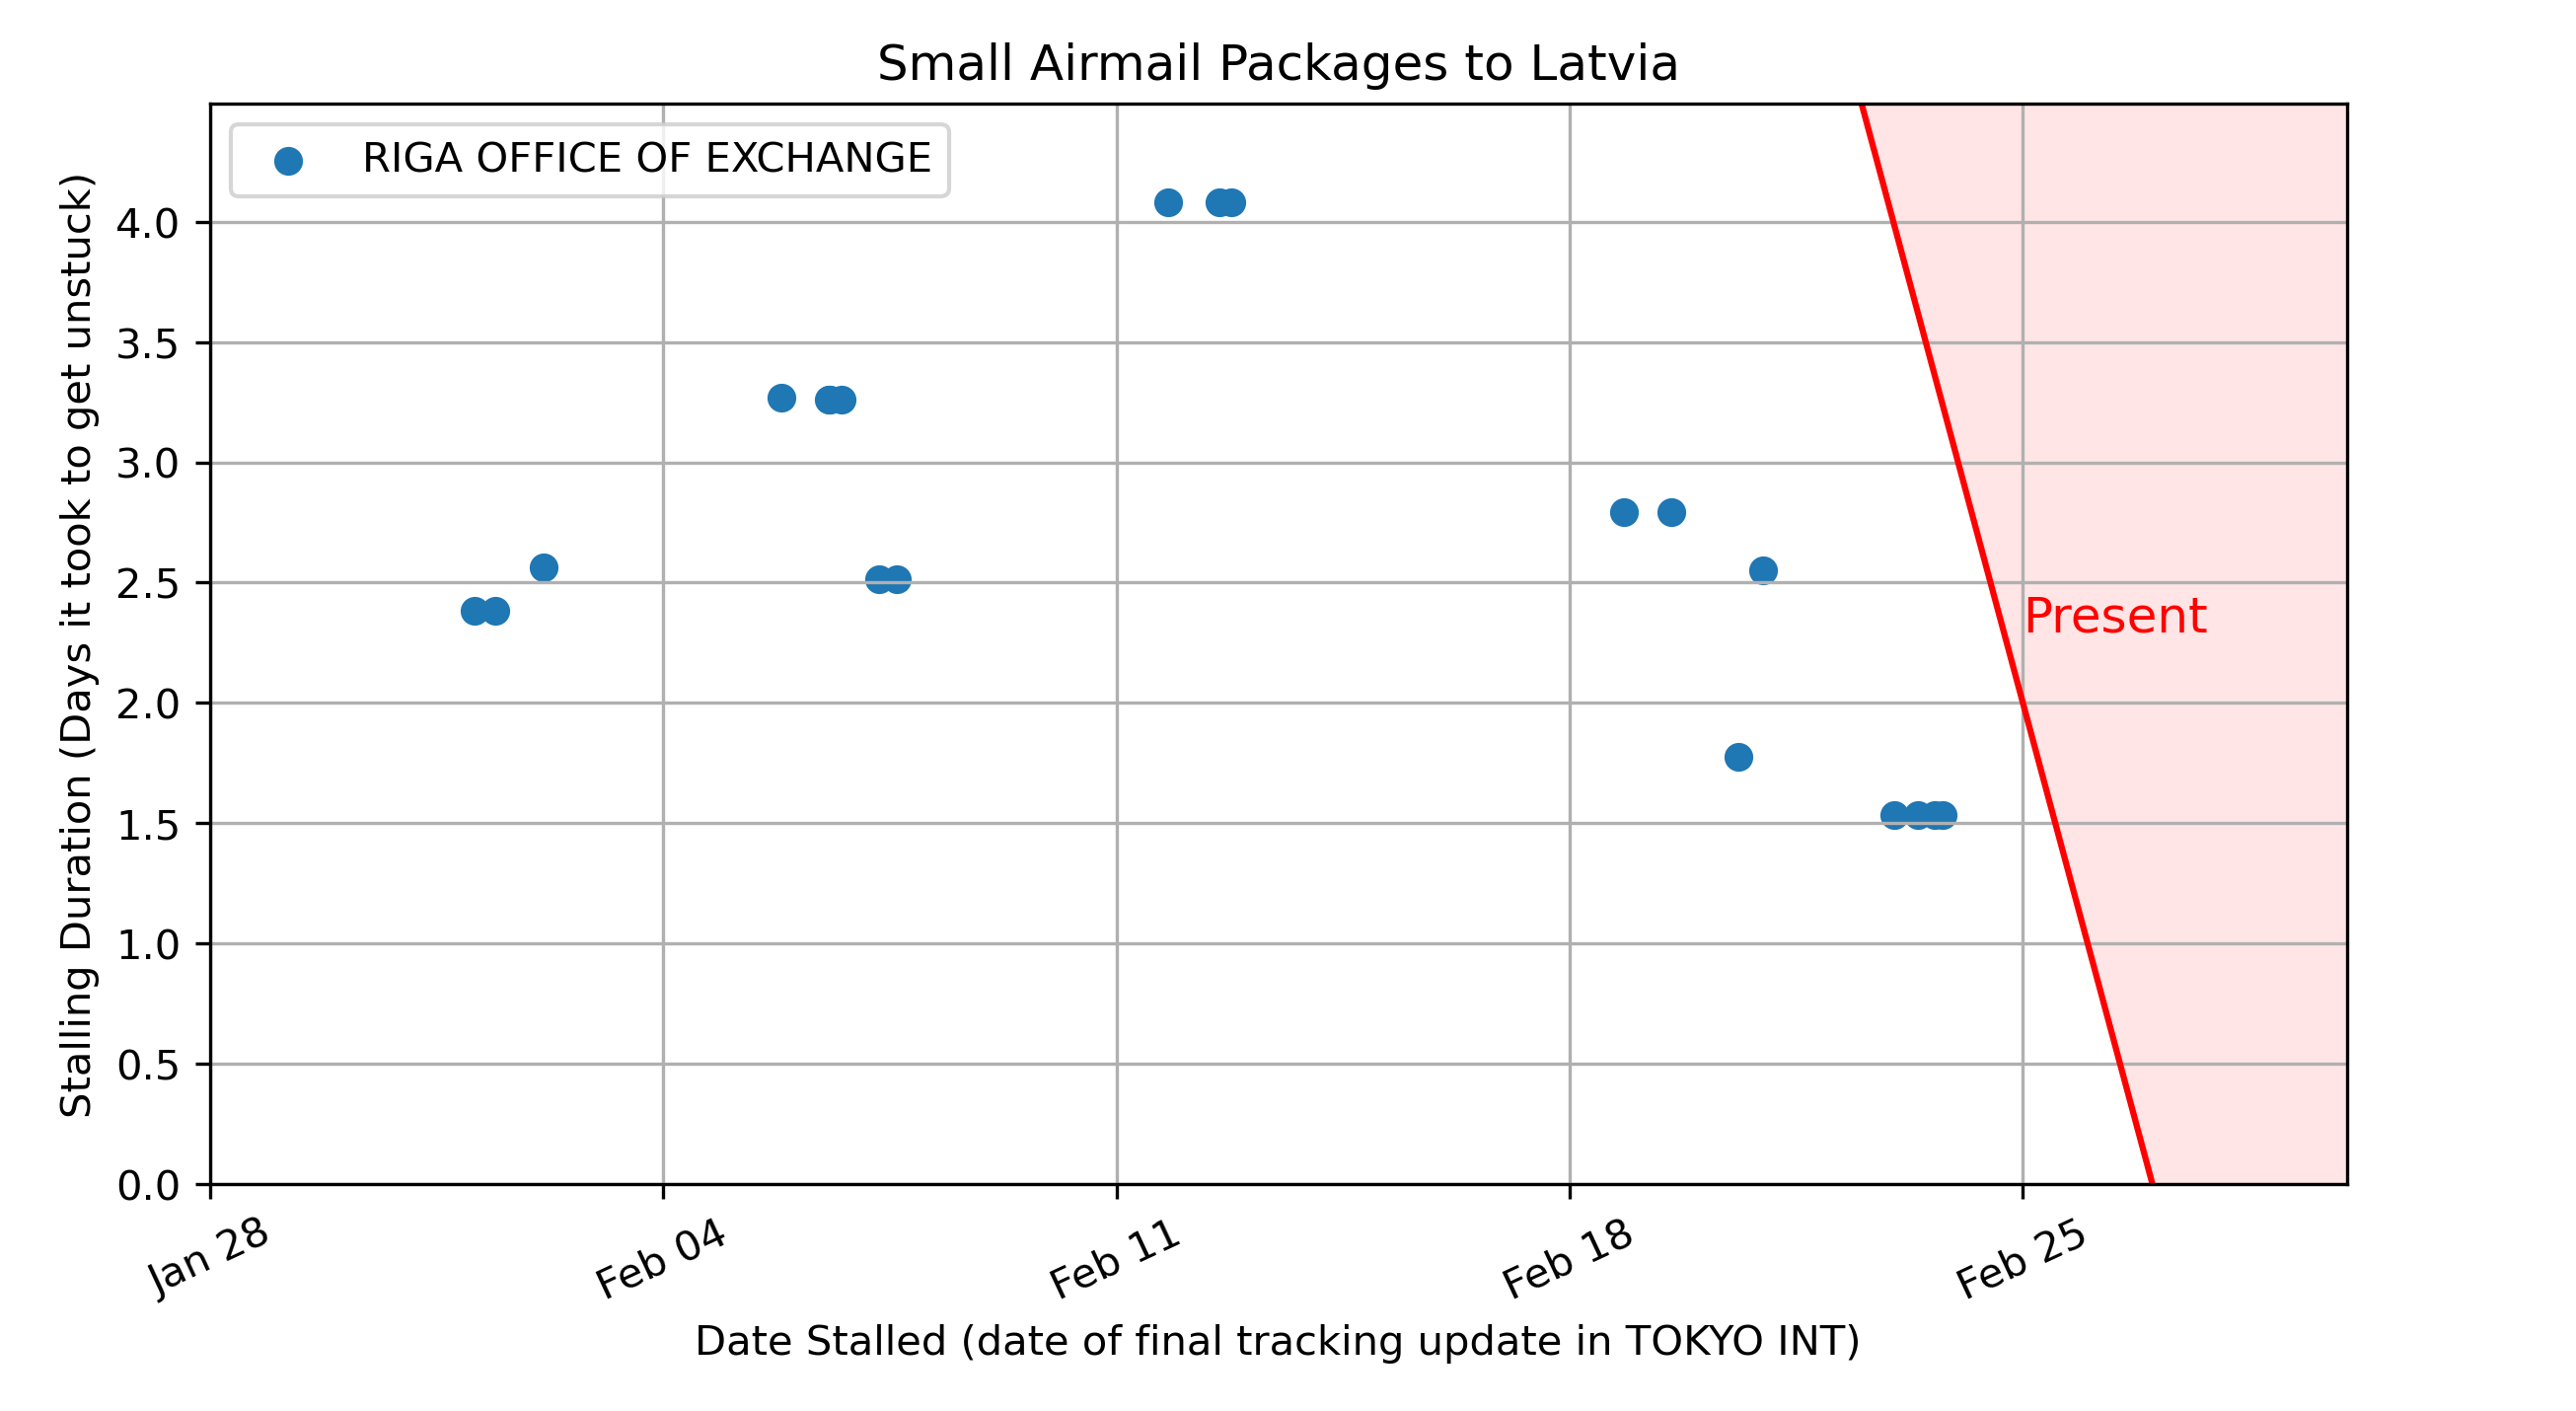 Small Airmail Packages to Latvia
RIGA OFFICE OF EXCHANGE
Stalling Duration (Days it took to get unstuck)
4.0
3.5
3.0
2.5
2.0
1.5
1.0
0.5
0.0
Present
Jan 28
Feb 04
Feb 11
Feb 18
Feb 25
Date Stalled (date of final tracking update in TOKYO INT)